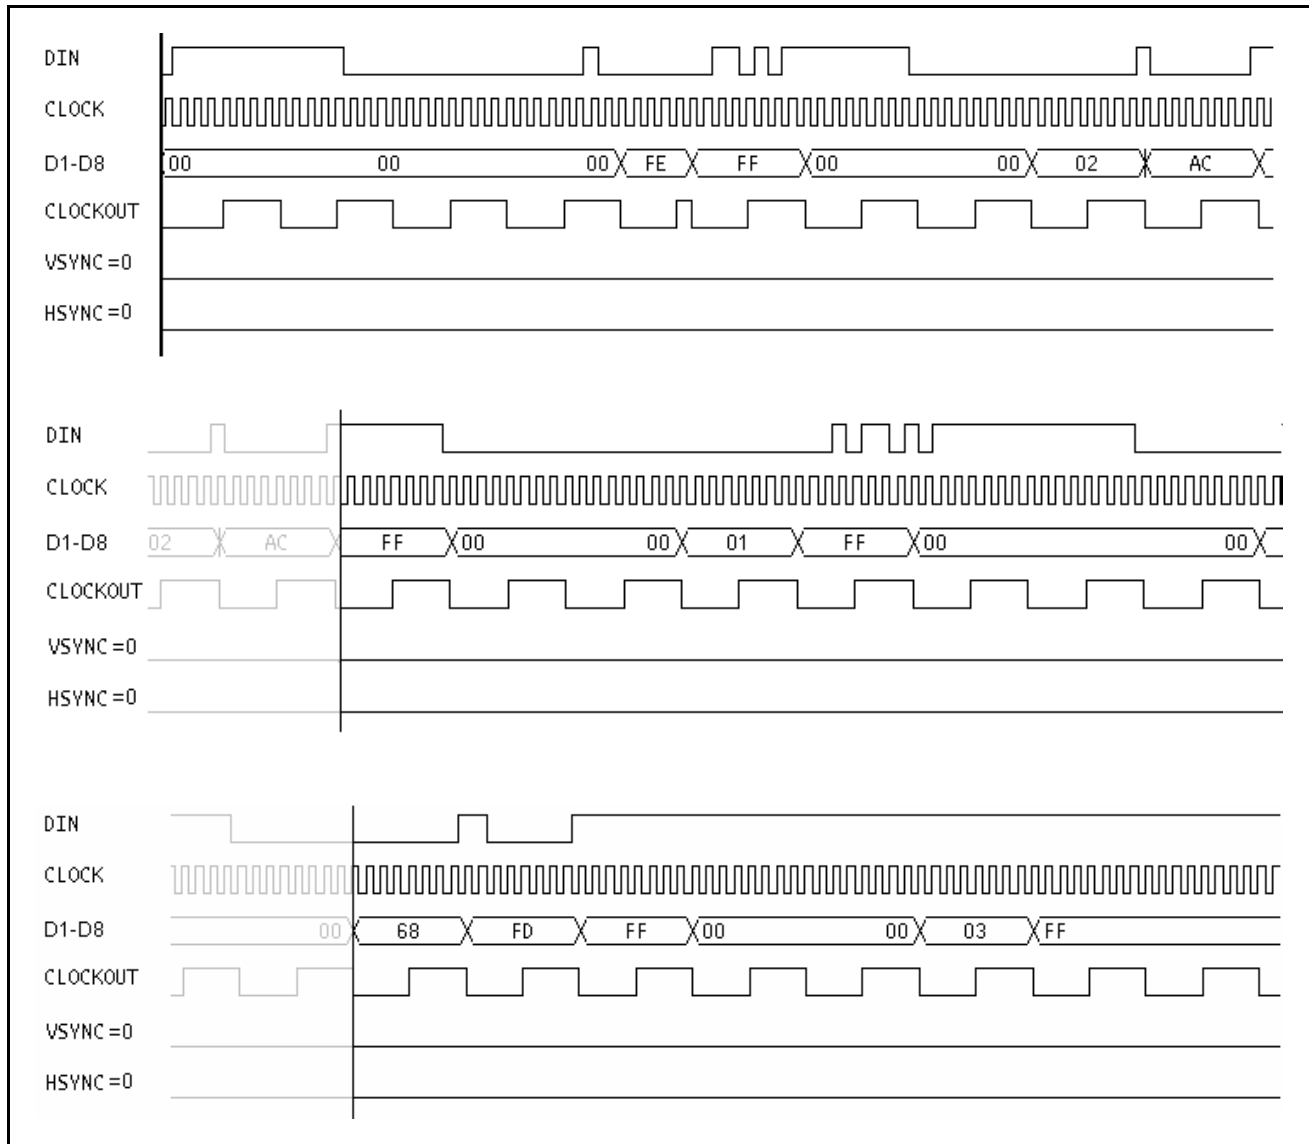 DIN
CLOCK
D1-D8 00 00 00 FE FF 00 00 02 AC
CLOCKOUT
VSYNC=0
HSYNC=0
DIN
CLOCK
D1-D8 02 AC FF 00 00 01 FF 00 00
CLOCKOUT
VSYNC=0
HSYNC=0
DIN
CLOCK
D1-D8 00 68 FD FF 00 00 03 FF
CLOCKOUT
VSYNC=0
HSYNC=0